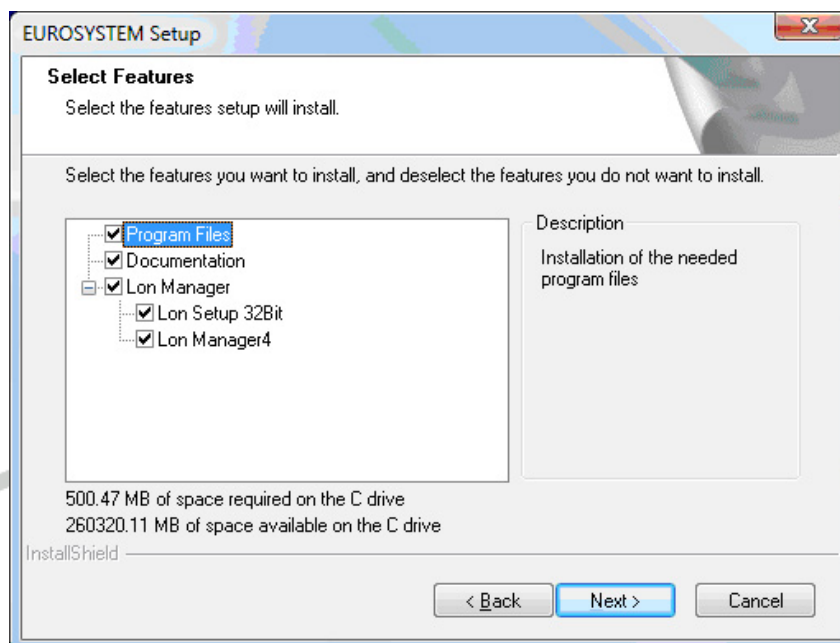 EUROSYSTEM Setup
Select Features
Select the features setup will install.
Select the features you want to install, and deselect the features you do not want to install.
Program Files
Documentation
Lon Manager
Lon Setup 32Bit
Lon Manager4
Description
Installation of the needed
program files
500.47 MB of space required on the C drive
260320.11 MB of space available on the C drive
InstallShield
< Back
Next >
Cancel